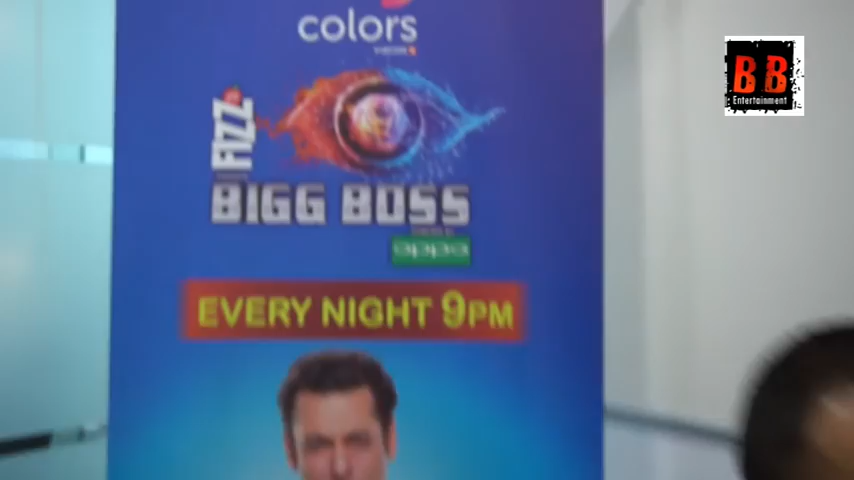 colors
FIZZ
BIGG BOSS
oppo
EVERY NIGHT 9PM
BB
Entertainment